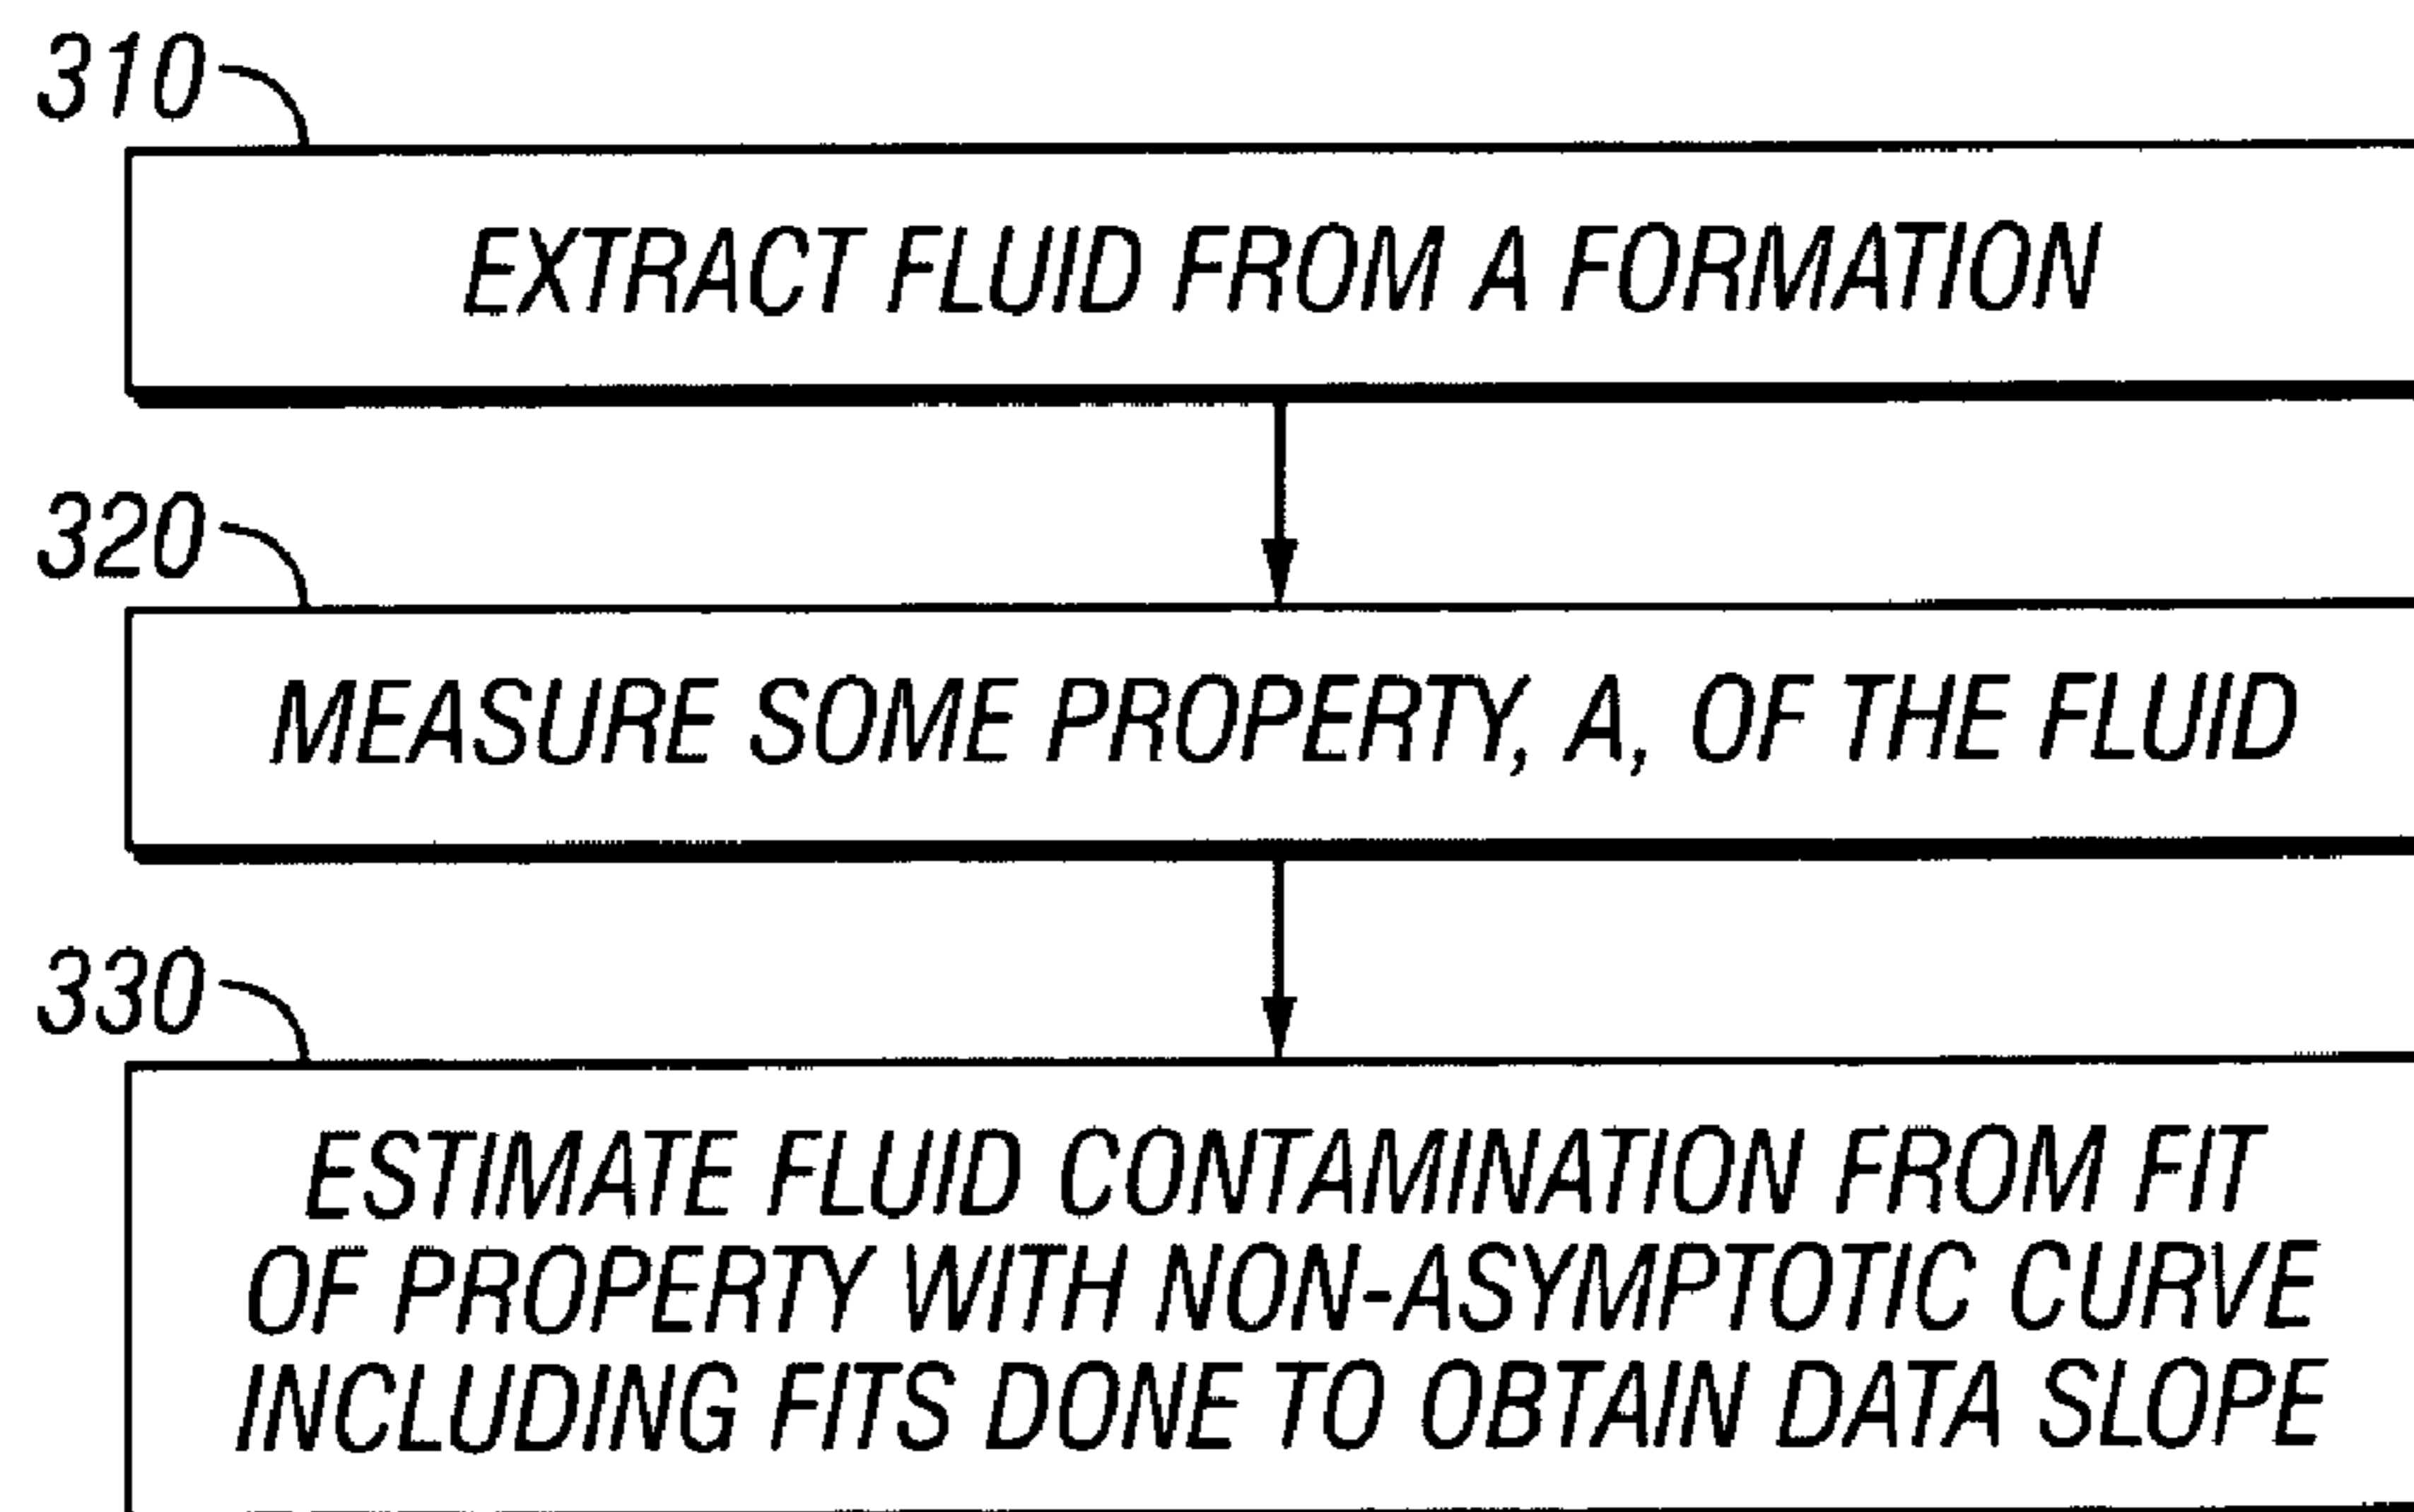 310
EXTRACT FLUID FROM A FORMATION
320
MEASURE SOME PROPERTY, A, OF THE FLUID
330
ESTIMATE FLUID CONTAMINATION FROM FIT
OF PROPERTY WITH NON-ASYMPTOTIC CURVE
INCLUDING FITS DONE TO OBTAIN DATA SLOPE